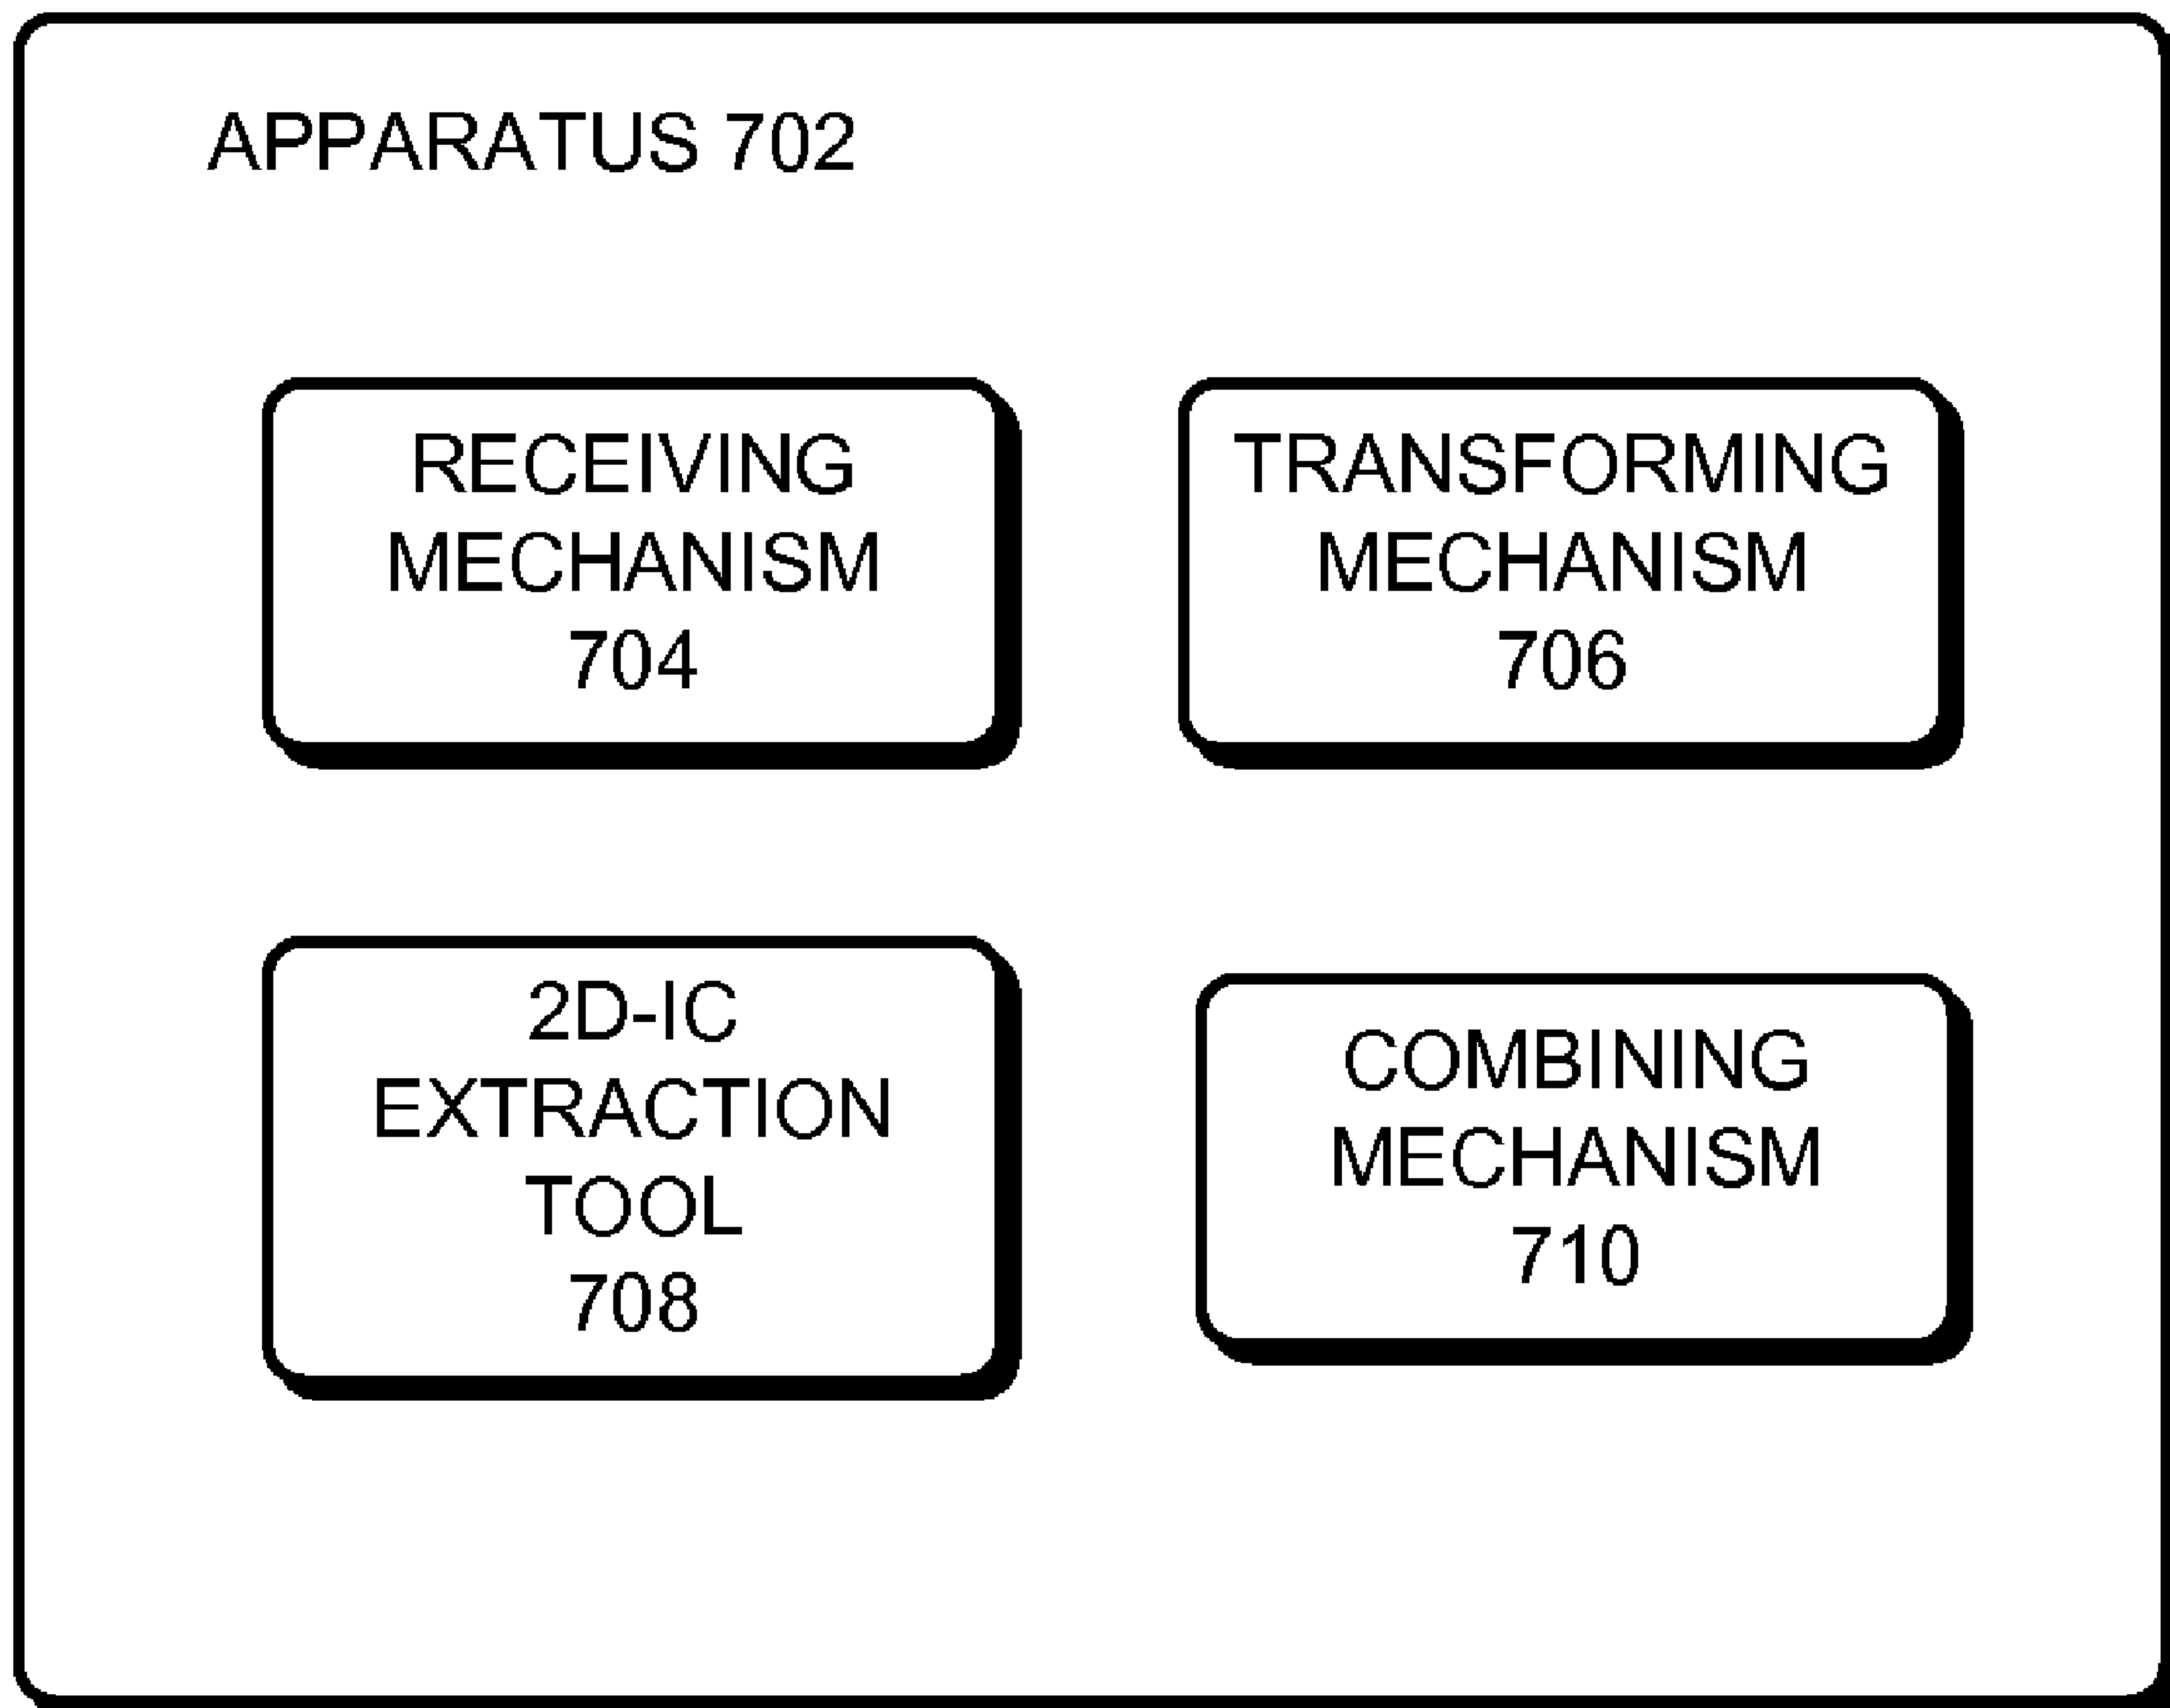 APPARATUS 702
RECEIVING
MECHANISM
704
TRANSFORMING
MECHANISM
706
2D-IC
EXTRACTION
TOOL
708
COMBINING
MECHANISM
710